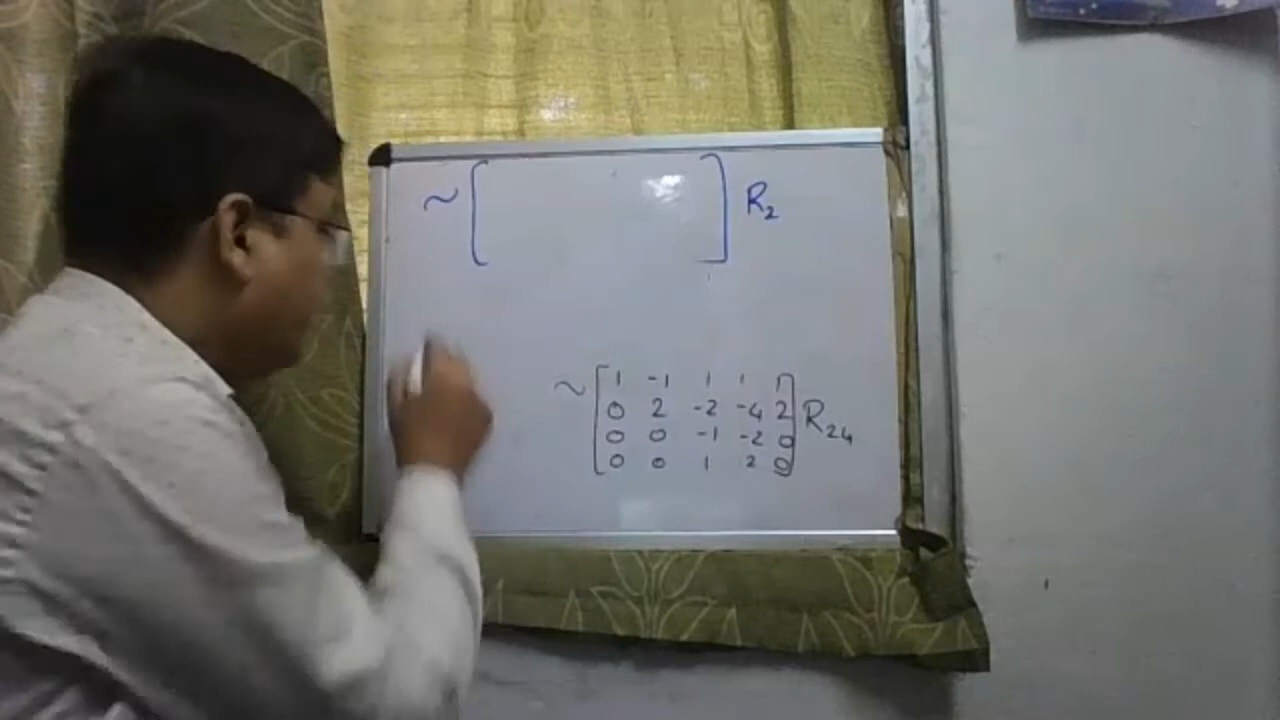 ~ [ ] R₂
~ [ 1 -1 1 1 1
0 2 -2 -4 2
0 0 -1 -2 0
0 0 1 2 0 ] R₂₄